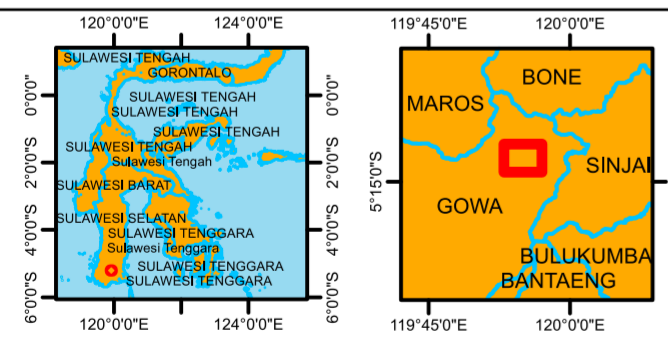 120°0'0"E 124°0'0"E
SULAWESI TENGAH
GORONTALO
SULAWESI TENGAH
SULAWESI TENGAH
SULAWESI TENGAH
SULAWESI TENGAH
Sulawesi Tengah
SULAWESI BARAT
SULAWESI SELATAN
SULAWESI TENGGARA
Sulawesi Tenggara
SULAWESI TENGGARA
SULAWESI TENGGARA
0°0'0" 0°0'0"
2°0'0"S 2°0'0"S
4°0'0"S 4°0'0"S
6°0'0"S 6°0'0"S
120°0'0"E 124°0'0"E
119°45'0"E 120°0'0"E
BONE
MAROS
SINJAI
5°15'0"S
GOWA
BULUKUMBA
BANTAENG
119°45'0"E 120°0'0"E